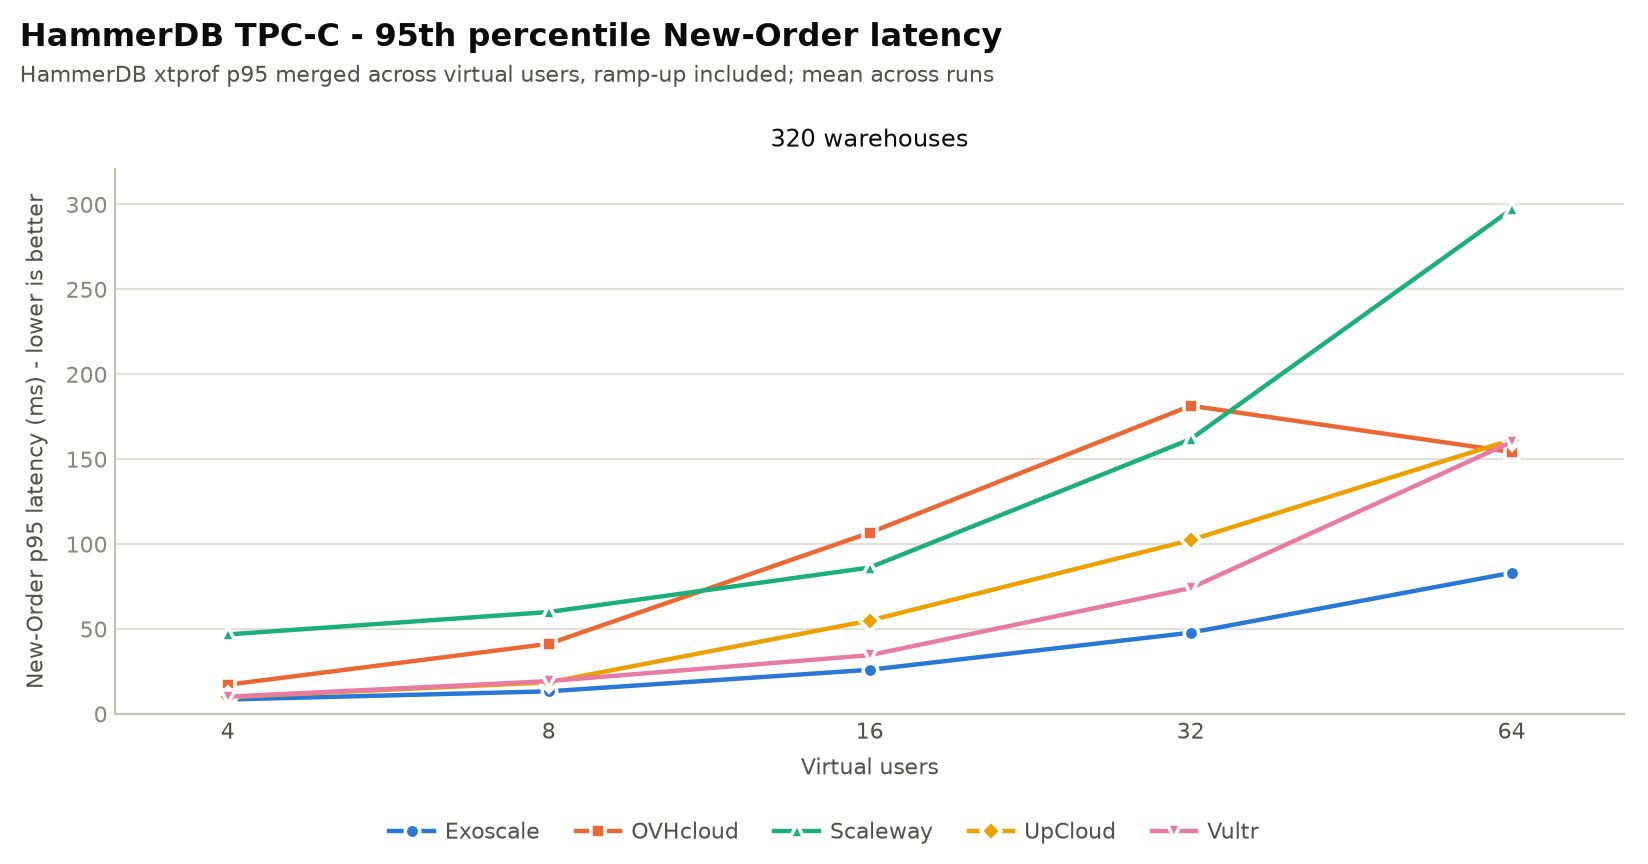 HammerDB TPC-C - 95th percentile New-Order latency
HammerDB xtprof p95 merged across virtual users, ramp-up included; mean across runs
320 warehouses
New-Order p95 latency (ms) - lower is better
300
250
200
150
100
50
0
4 8 16 32 64
Virtual users
Exoscale OVHcloud Scaleway UpCloud Vultr